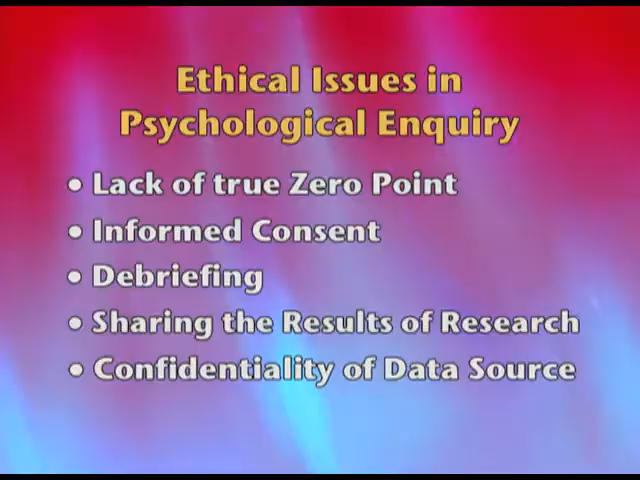 Ethical Issues in
Psychological Enquiry
• Lack of true Zero Point
• Informed Consent
• Debriefing
• Sharing the Results of Research
• Confidentiality of Data Source